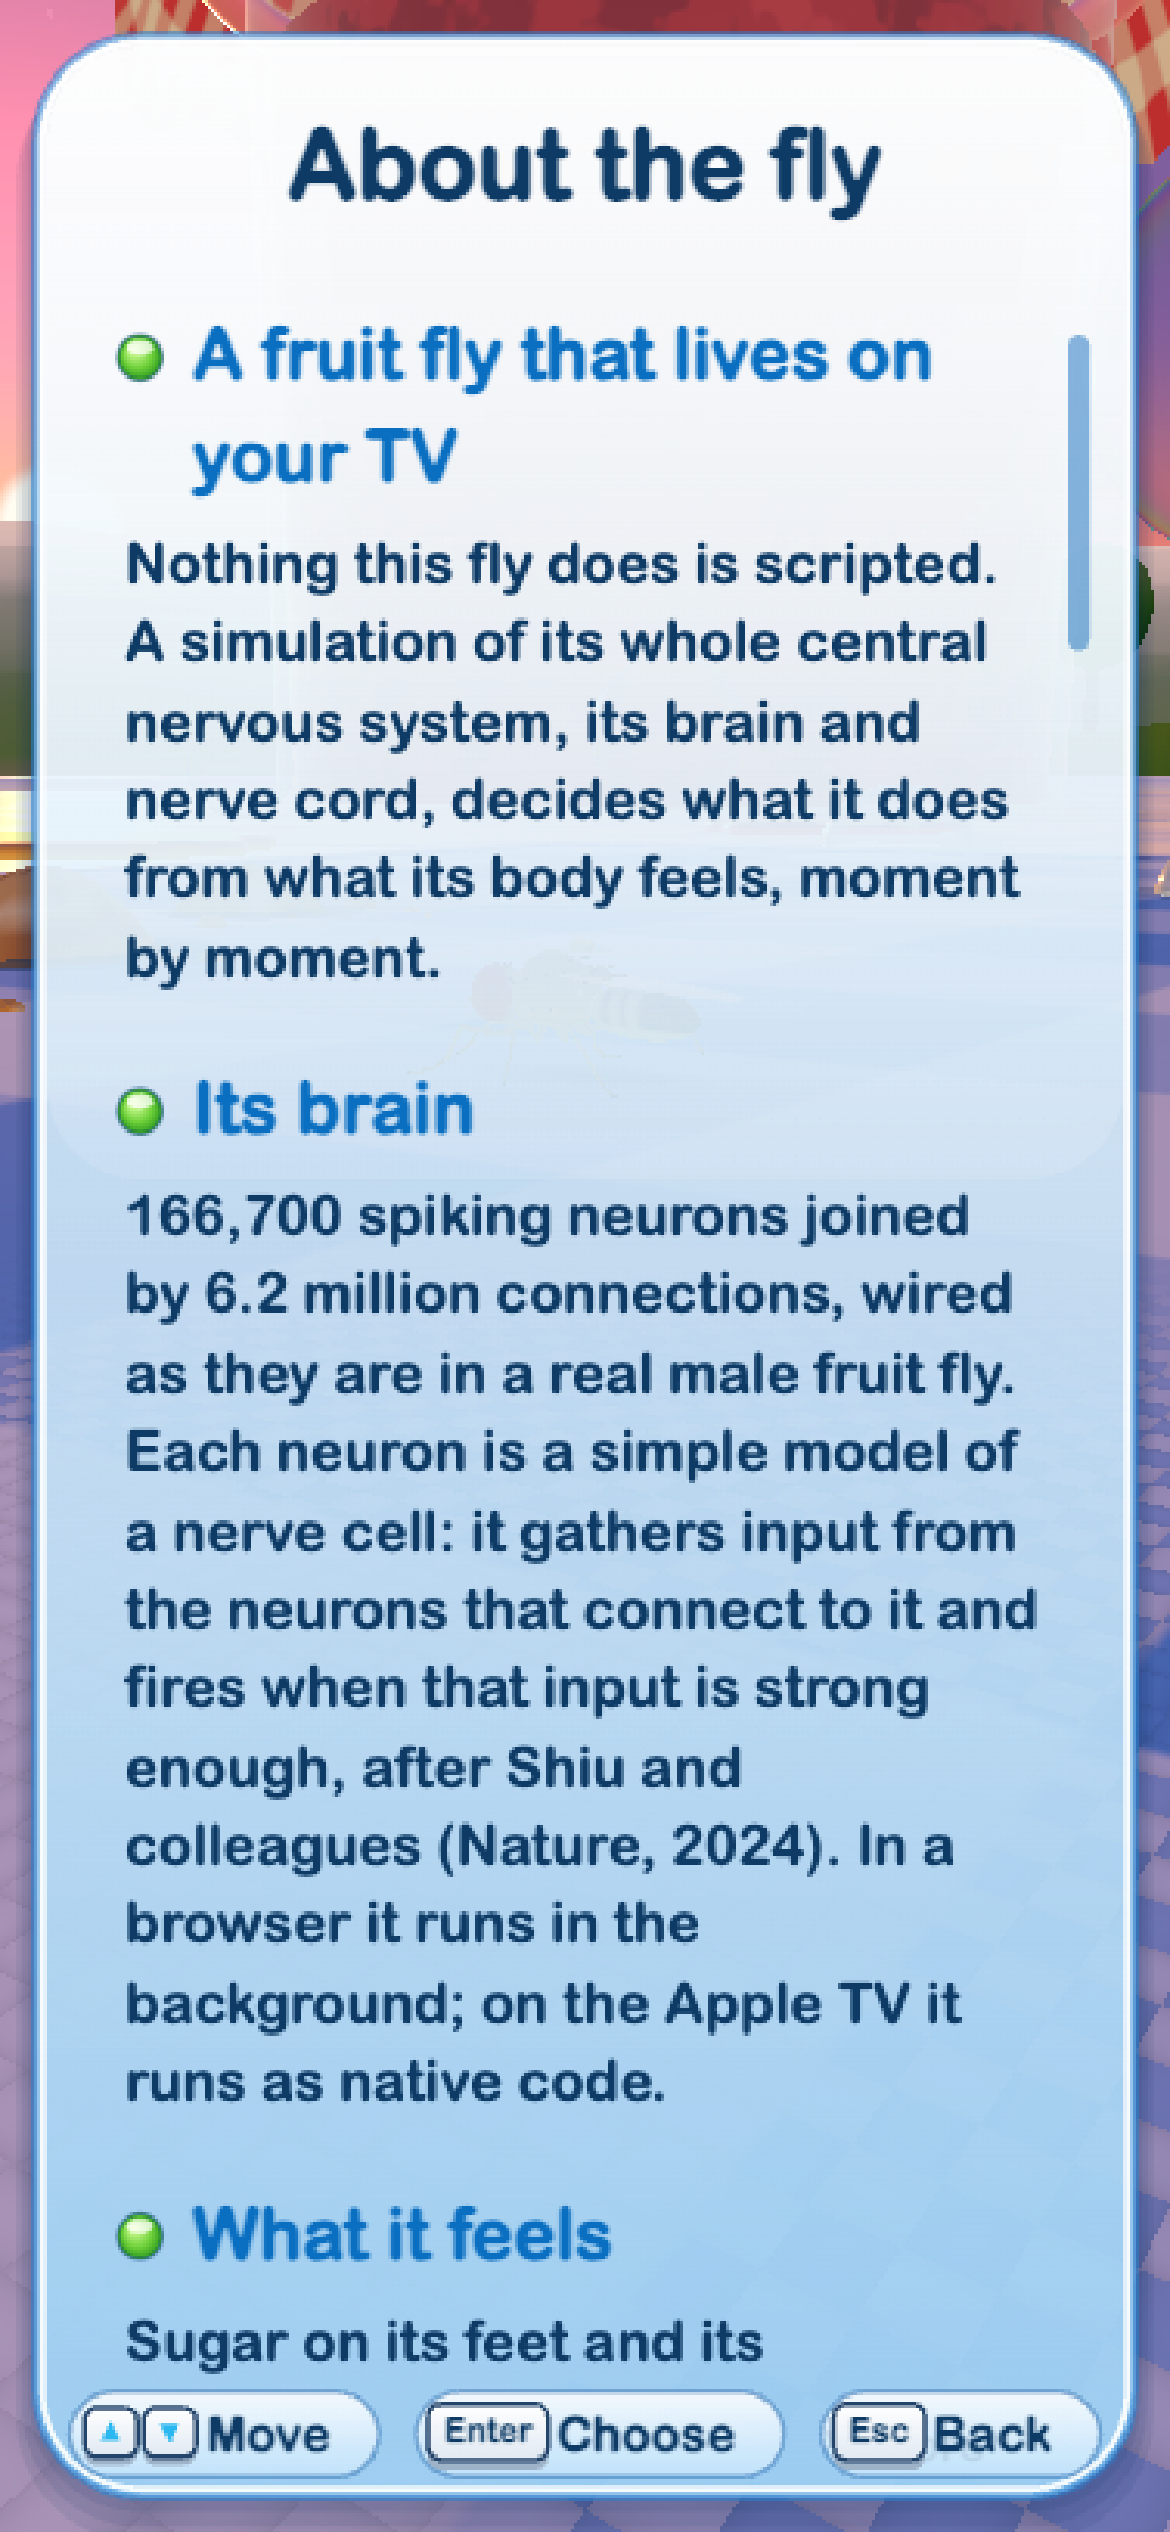 About the fly
A fruit fly that lives on
your TV
Nothing this fly does is scripted.
A simulation of its whole central
nervous system, its brain and
nerve cord, decides what it does
from what its body feels, moment
by moment.
Its brain
166,700 spiking neurons joined
by 6.2 million connections, wired
as they are in a real male fruit fly.
Each neuron is a simple model of
a nerve cell: it gathers input from
the neurons that connect to it and
fires when that input is strong
enough, after Shiu and
colleagues (Nature, 2024). In a
browser it runs in the
background; on the Apple TV it
runs as native code.
What it feels
Sugar on its feet and its
▲ ▼ Move Enter Choose Esc Back